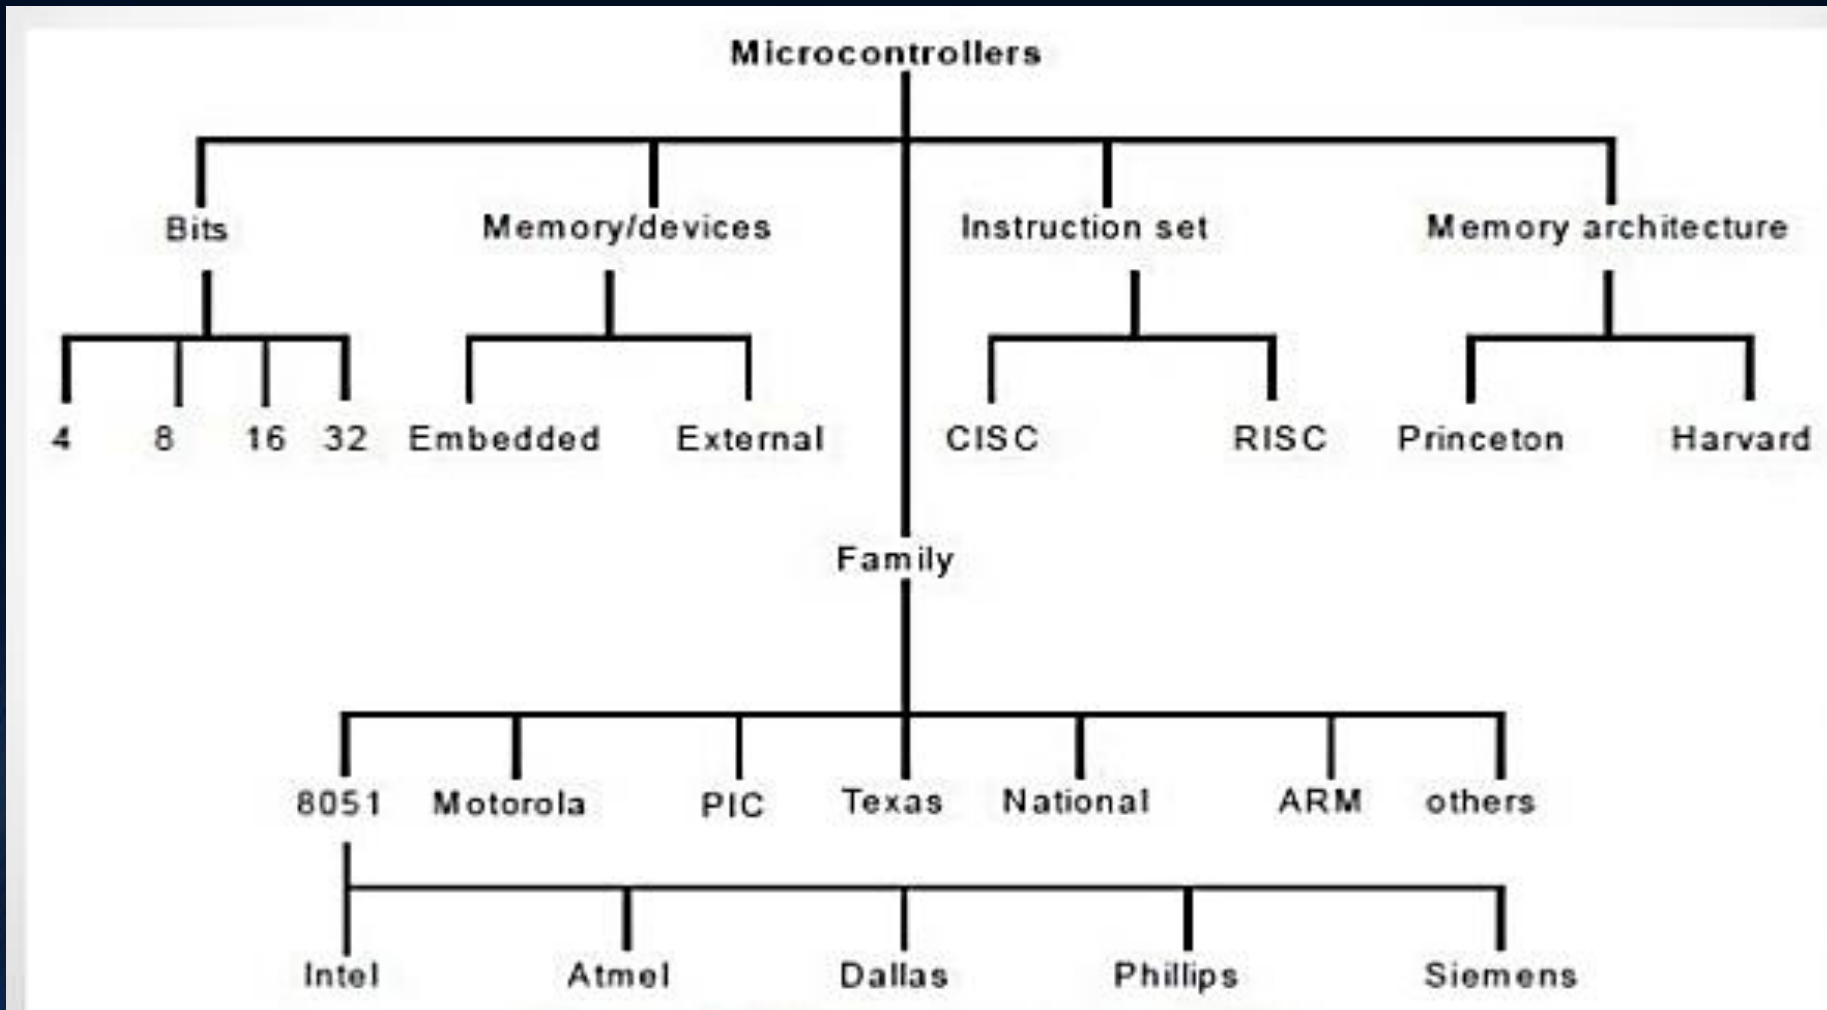 Microcontrollers
Bits Memory/devices Instruction set Memory architecture
4 8 16 32 Embedded External CISC RISC Princeton Harvard
Family
8051 Motorola PIC Texas National ARM others
Intel Atmel Dallas Phillips Siemens